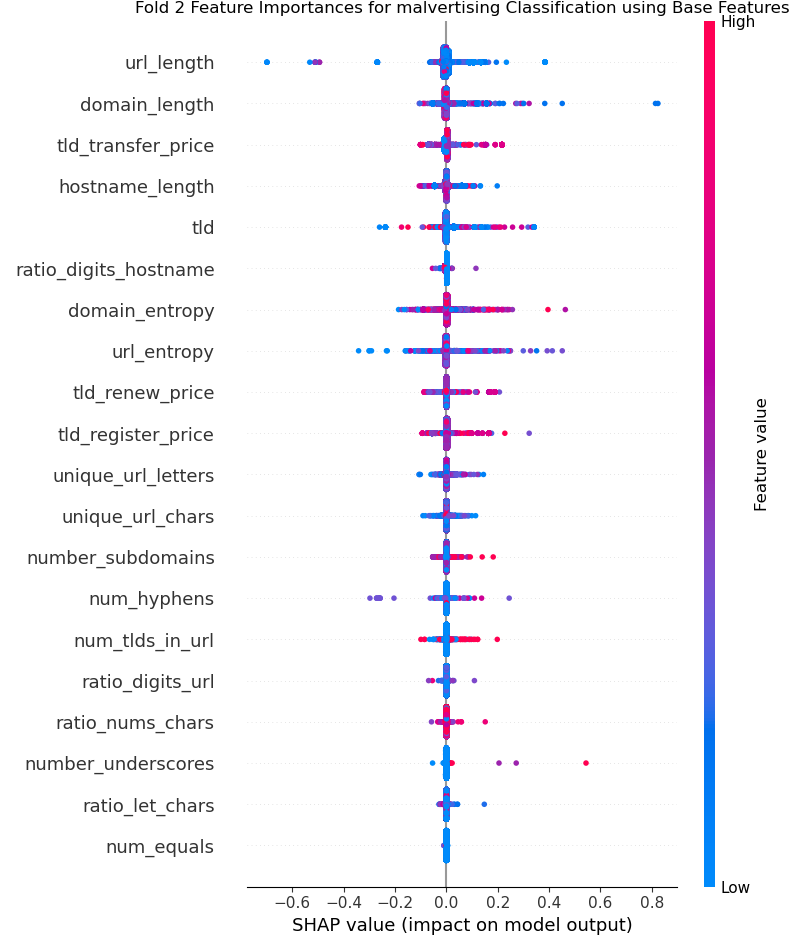 Fold 2 Feature Importances for malvertising Classification using Base Features
High
url_length
domain_length
tld_transfer_price
hostname_length
tld
ratio_digits_hostname
domain_entropy
url_entropy
tld_renew_price
tld_register_price
unique_url_letters
unique_url_chars
number_subdomains
num_hyphens
num_tlds_in_url
ratio_digits_url
ratio_nums_chars
number_underscores
ratio_let_chars
num_equals
Feature value
Low
−0.6 −0.4 −0.2 0.0 0.2 0.4 0.6 0.8
SHAP value (impact on model output)